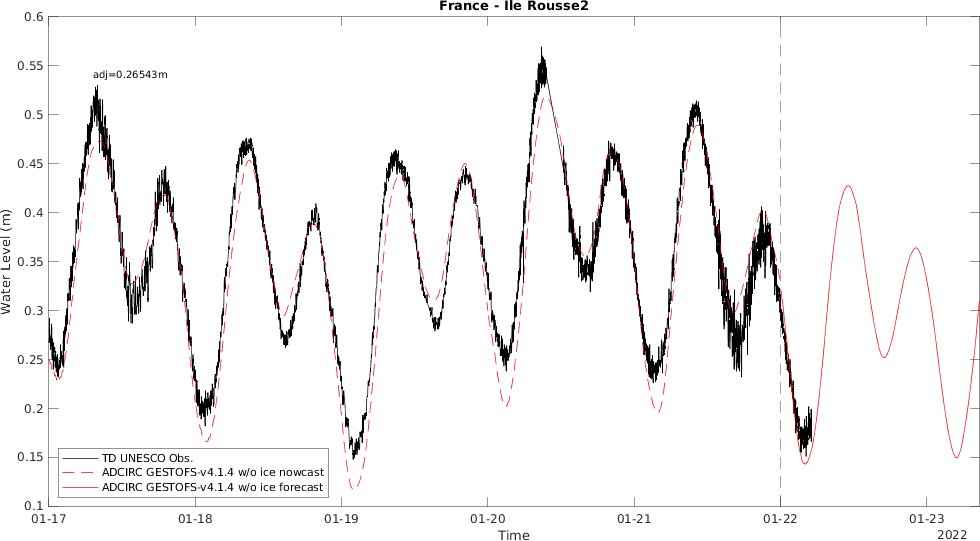 France - Ile Rousse2
adj=0.26543m
0.6
0.55
0.5
0.45
0.4
0.35
0.3
0.25
0.2
0.15
0.1
Water Level (m)
TD UNESCO Obs.
ADCIRC GESTOFS-v4.1.4 w/o ice nowcast
ADCIRC GESTOFS-v4.1.4 w/o ice forecast
01-17 01-18 01-19 01-20 01-21 01-22 01-23
Time
2022